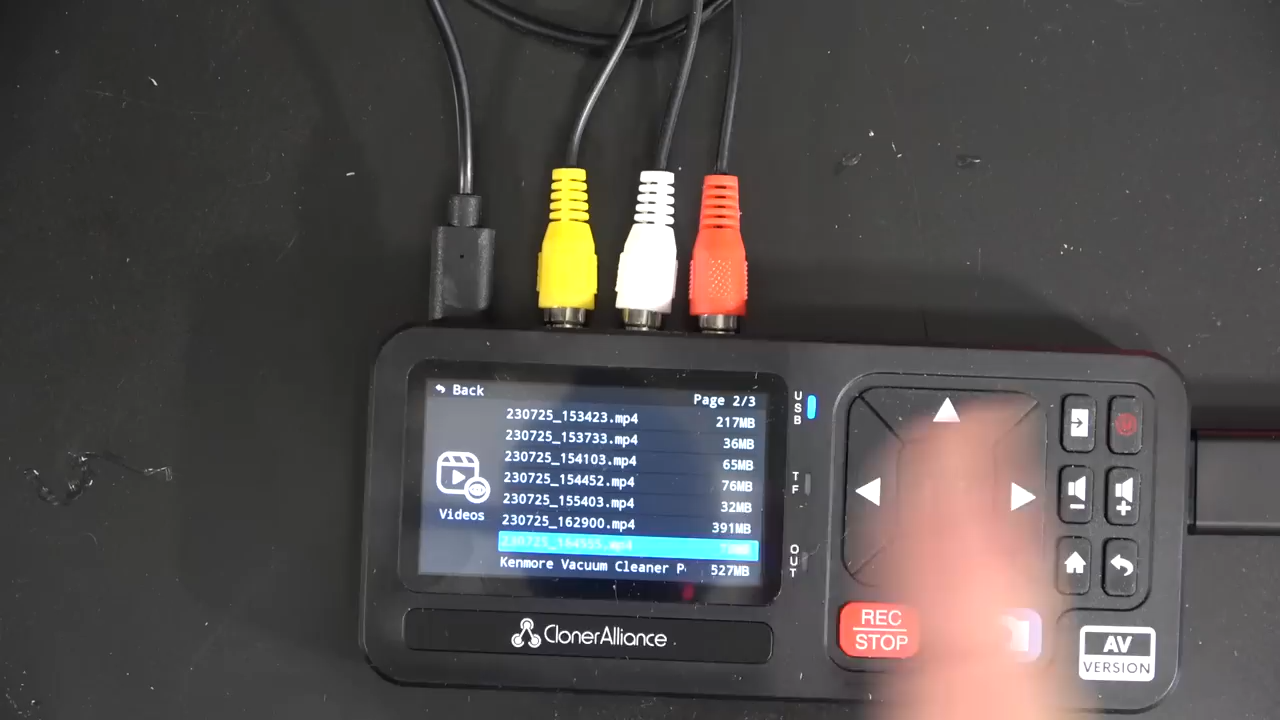 Back
Page 2/3
230725_153423.mp4 217MB
230725_153733.mp4 36MB
230725_154103.mp4 65MB
230725_154452.mp4 76MB
230725_155403.mp4 32MB
230725_162900.mp4 391MB
Kenmore Vacuum Cleaner P 527MB
Videos
USB
TF
OUT
ClonerAlliance
REC
STOP
AV
VERSION